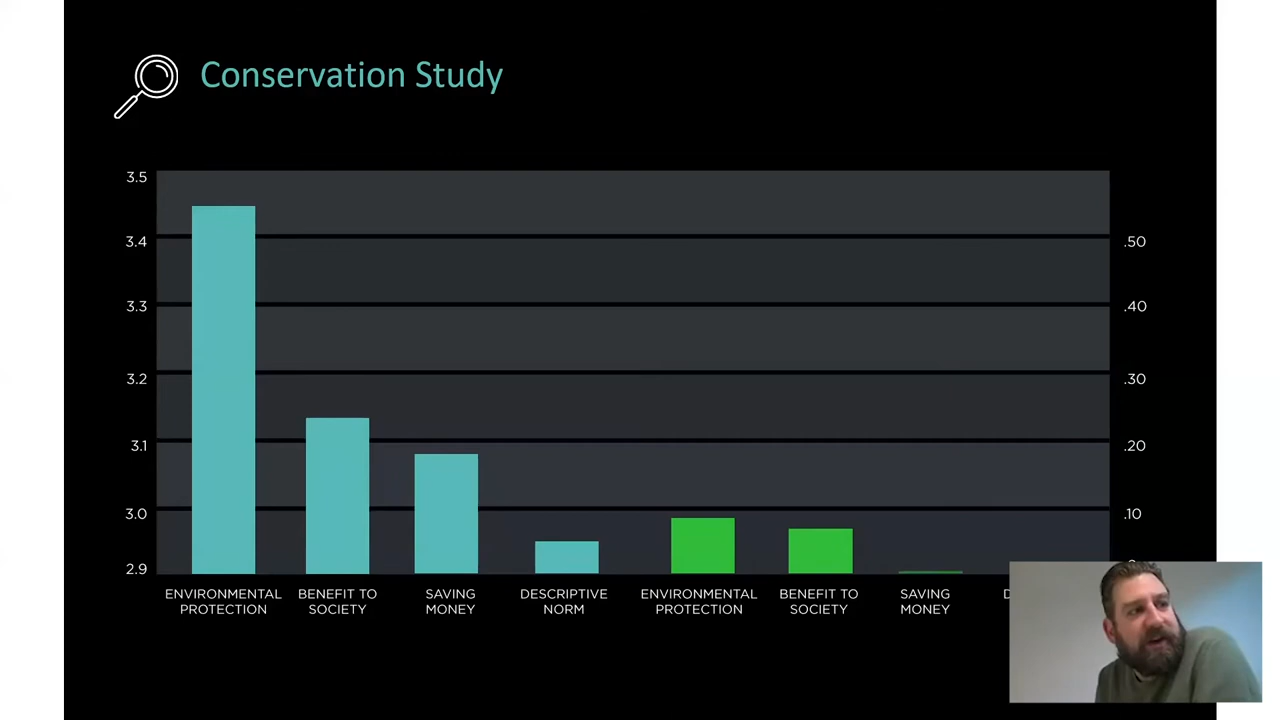 Conservation Study
3.5
3.4
3.3
3.2
3.1
3.0
2.9
.50
.40
.30
.20
.10
ENVIRONMENTAL
PROTECTION
BENEFIT TO
SOCIETY
SAVING
MONEY
DESCRIPTIVE
NORM
ENVIRONMENTAL
PROTECTION
BENEFIT TO
SOCIETY
SAVING
MONEY